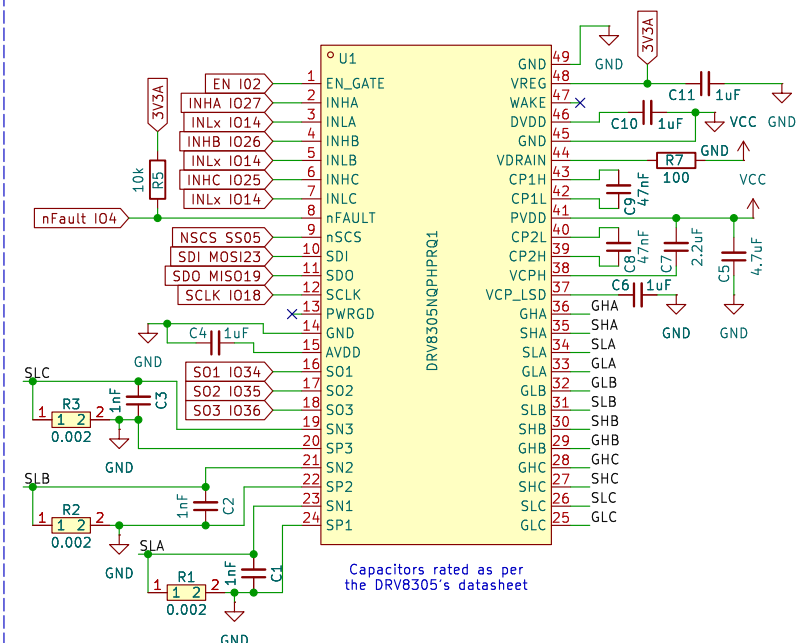 U1
3V3A
10k
R5
EN IO2
INHA IO27
INLx IO14
INHB IO26
INLx IO14
INHC IO25
INLx IO14
nFault IO4
NSCS SS05
SDI MOSI23
SDO MISO19
SCLK IO18
GND
C4
1uF
SO1 IO34
SO2 IO35
SO3 IO36
1 EN_GATE
2 INHA
3 INLA
4 INHB
5 INLB
6 INHC
7 INLC
8 nFAULT
9 nSCS
10 SDI
11 SDO
12 SCLK
13 PWRGD
14 GND
15 AVDD
16 SO1
17 SO2
18 SO3
19 SN3
20 SP3
21 SN2
22 SP2
23 SN1
24 SP1
DRV8305NQPHPRQ1
GND 49
VREG 48
WAKE 47
DVDD 46
GND 45
VDRAIN 44
CP1H 43
CP1L 42
PVDD 41
CP2L 40
CP2H 39
VCPH 38
VCP_LSD 37
GHA 36
SHA 35
SLA 34
GLA 33
GLB 32
SLB 31
SHB 30
GHB 29
GHC 28
SHC 27
SLC 26
GLC 25
GND
3V3A
C11 1uF
GND
C10 1uF
GND
VCC
R7
100
VCC
C9
47nF
C8
47nF
C7
2.2uF
C5
4.7uF
C6 1uF
GND
GND
GHA
SHA
SLA
GLA
GLB
SLB
SHB
GHB
GHC
SHC
SLC
GLC
SLC
R3
1 1 2 2
0.002
1nF
C3
GND
SLB
R2
1 1 2 2
0.002
1nF
C2
GND
SLA
R1
1 1 2 2
0.002
1nF
C1
GND
Capacitors rated as per
the DRV8305's datasheet